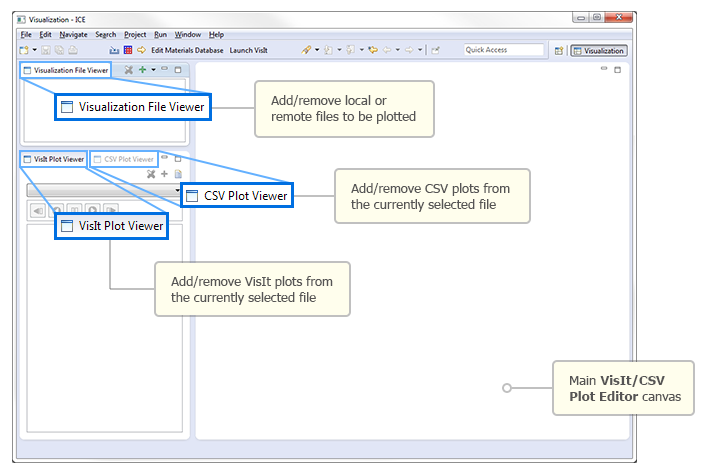 Visualization - ICE
File Edit Navigate Search Project Run Window Help
Edit Materials Database Launch VisIt
Quick Access
Visualization
Visualization File Viewer
Visualization File Viewer
Add/remove local or
remote files to be plotted
VisIt Plot Viewer
CSV Plot Viewer
CSV Plot Viewer
Add/remove CSV plots from
the currently selected file
VisIt Plot Viewer
Add/remove VisIt plots from
the currently selected file
Main VisIt/CSV
Plot Editor canvas